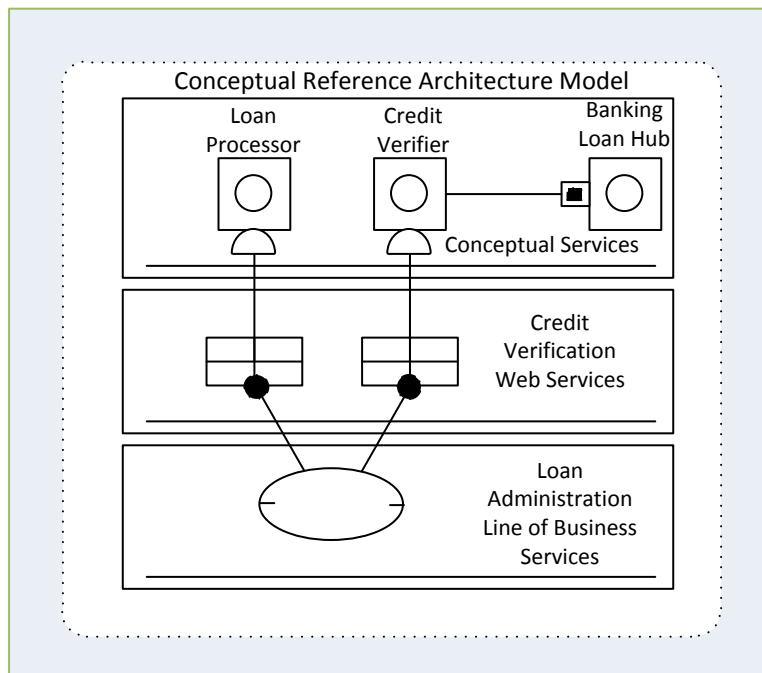 Conceptual Reference Architecture Model
Loan
Processor
Credit
Verifier
Banking
Loan Hub
Conceptual Services
Credit
Verification
Web Services
Loan
Administration
Line of Business
Services